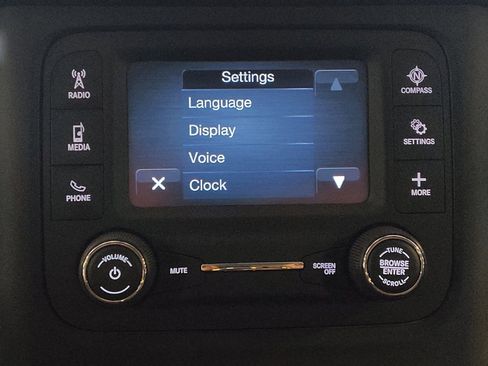 RADIO
MEDIA
PHONE
Settings
Language
Display
Voice
Clock
N
COMPASS
SETTINGS
MORE
VOLUME
MUTE
SCREEN
OFF
TUNE
BROWSE
ENTER
SCROLL